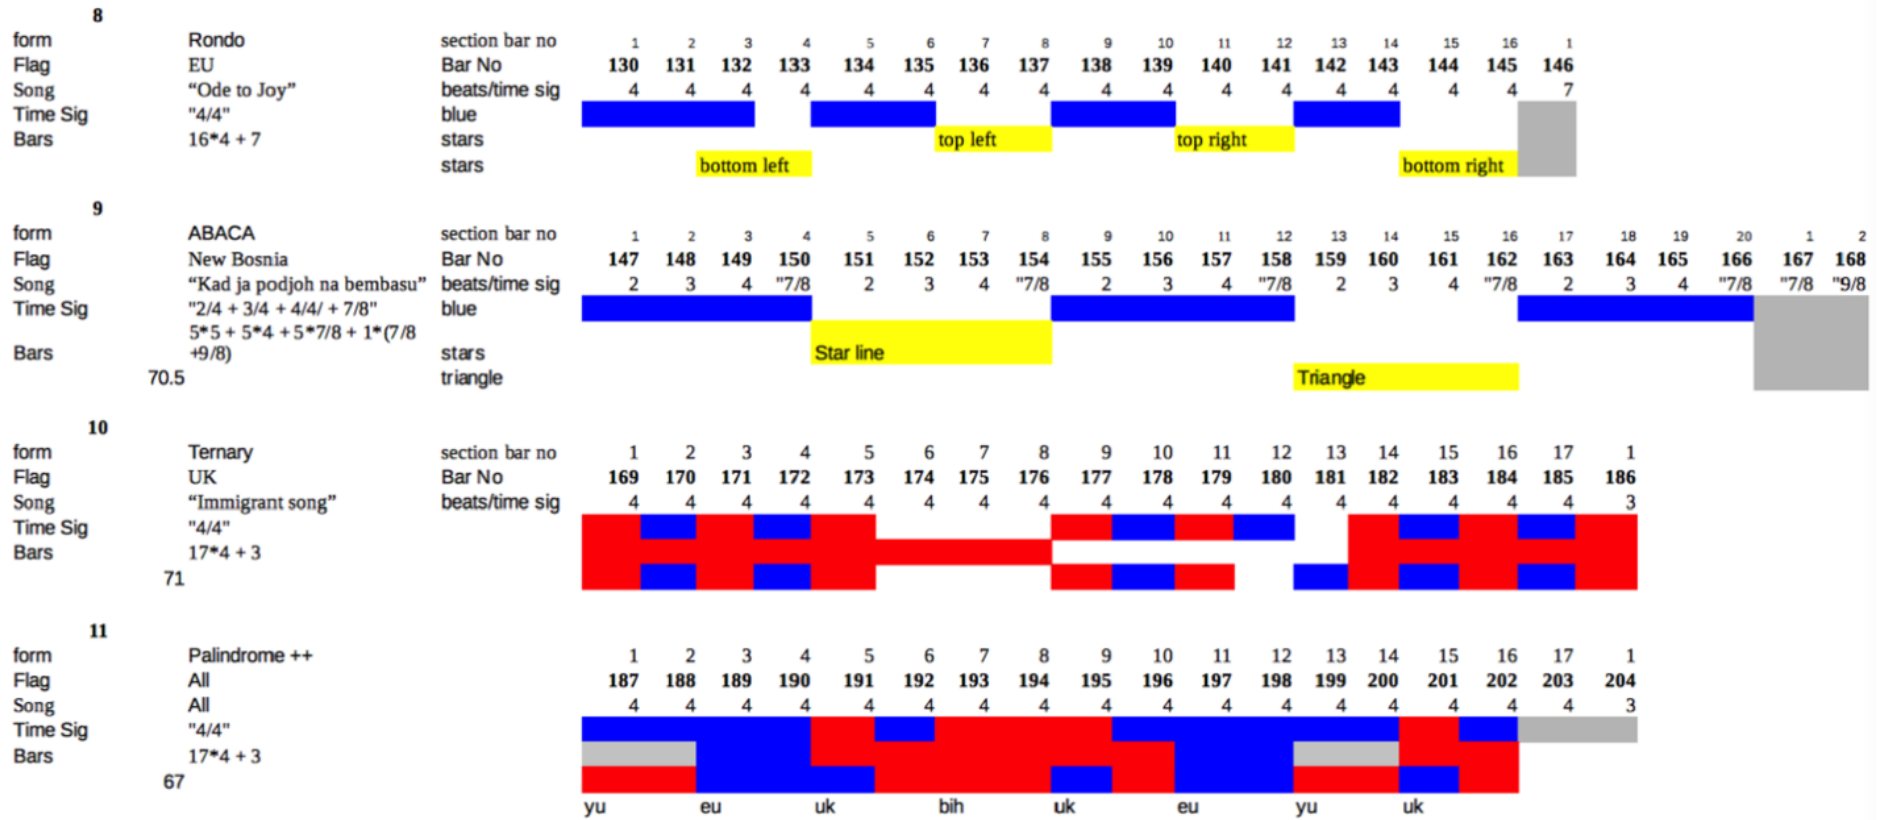 8
form Rondo section bar no 1 2 3 4 5 6 7 8 9 10 11 12 13 14 15 16 1
Flag EU Bar No 130 131 132 133 134 135 136 137 138 139 140 141 142 143 144 145 146
Song “Ode to Joy” beats/time sig 4 4 4 4 4 4 4 4 4 4 4 4 4 4 4 4 7
Time Sig "4/4" blue
Bars 16*4 + 7 stars top left top right
stars bottom left bottom right
9
form ABACA section bar no 1 2 3 4 5 6 7 8 9 10 11 12 13 14 15 16 17 18 19 20 1 2
Flag New Bosnia Bar No 147 148 149 150 151 152 153 154 155 156 157 158 159 160 161 162 163 164 165 166 167 168
Song “Kad ja podjoh na bembasu” beats/time sig 2 3 4 "7/8 2 3 4 "7/8 2 3 4 "7/8 2 3 4 "7/8 2 3 4 "7/8 "7/8 "9/8
Time Sig "2/4 + 3/4 + 4/4/ + 7/8" blue
5*5 + 5*4 + 5*7/8 + 1*(7/8
Bars +9/8) stars Star line
70.5 triangle Triangle
10
form Ternary section bar no 1 2 3 4 5 6 7 8 9 10 11 12 13 14 15 16 17 1
Flag UK Bar No 169 170 171 172 173 174 175 176 177 178 179 180 181 182 183 184 185 186
Song “Immigrant song” beats/time sig 4 4 4 4 4 4 4 4 4 4 4 4 4 4 4 4 4 3
Time Sig "4/4"
Bars 17*4 + 3
71
11
form Palindrome ++ 1 2 3 4 5 6 7 8 9 10 11 12 13 14 15 16 17 1
Flag All 187 188 189 190 191 192 193 194 195 196 197 198 199 200 201 202 203 204
Song All 4 4 4 4 4 4 4 4 4 4 4 4 4 4 4 4 4 3
Time Sig "4/4"
Bars 17*4 + 3
67
yu eu uk bih uk eu yu uk